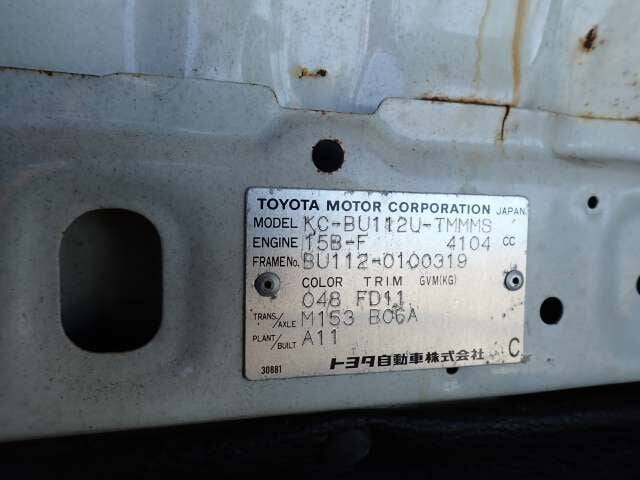 TOYOTA MOTOR CORPORATION JAPAN
MODEL KC-BU112U-TMMMS
ENGINE 15B-F 4104 CC
FRAME No. BU112-0100319
COLOR TRIM GVM(KG)
048 FD11
TRANS./AXLE M153 B06A
PLANT/BUILT A11
トヨタ自動車株式会社 C
30881